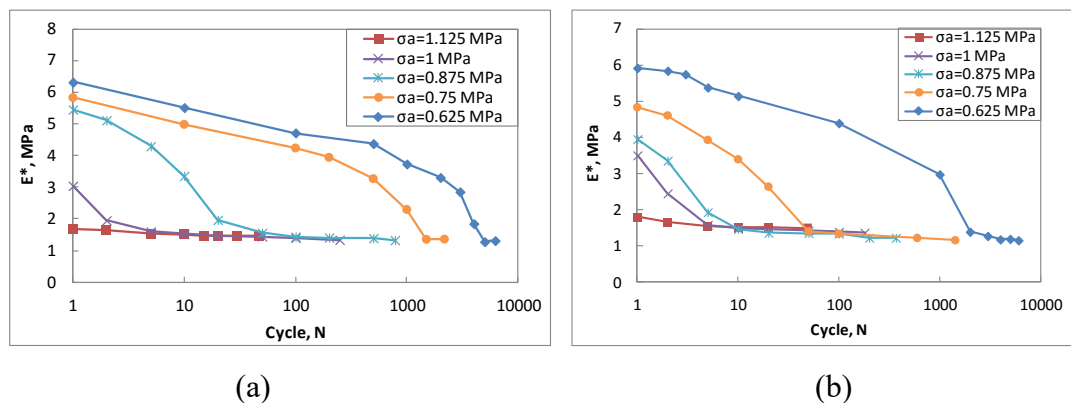 8
7
6
5
4
3
2
1
0
E*, MPa
1 10 100 1000 10000
Cycle, N
σa=1.125 MPa
σa=1 MPa
σa=0.875 MPa
σa=0.75 MPa
σa=0.625 MPa
(a)
7
6
5
4
3
2
1
0
E*, MPa
1 10 100 1000 10000
Cycle, N
σa=1.125 MPa
σa=1 MPa
σa=0.875 MPa
σa=0.75 MPa
σa=0.625 MPa
(b)